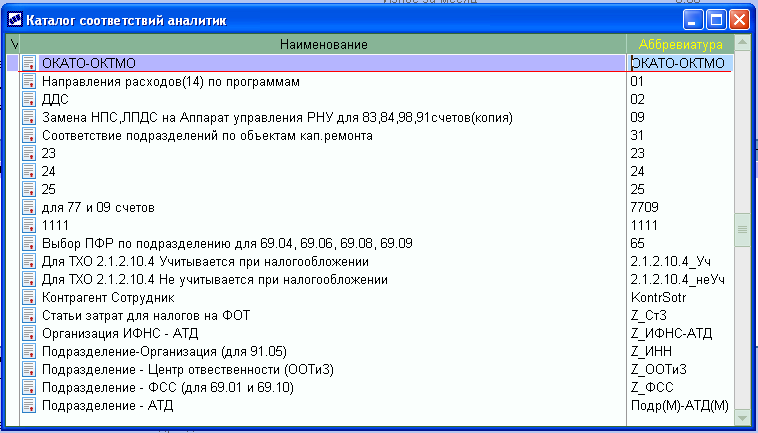 Каталог соответствий аналитик
V Наименование Аббревиатура
ОКАТО-ОКТМО ОКАТО-ОКТМО
Направления расходов(14) по программам 01
ДДС 02
Замена НПС,ЛПДС на Аппарат управления РНУ для 83,84,98,91счетов(копия) 09
Соответствие подразделений по объектам кап.ремонта 31
23 23
24 24
25 25
для 77 и 09 счетов 7709
1111 1111
Выбор ПФР по подразделению для 69.04, 69.06, 69.08, 69.09 65
Для ТХО 2.1.2.10.4 Учитывается при налогообложении 2.1.2.10.4_Уч
Для ТХО 2.1.2.10.4 Не учитывается при налогообложении 2.1.2.10.4_неУч
Контрагент Сотрудник KontrSotr
Статьи затрат для налогов на ФОТ Z_СтЗ
Организация ИФНС - АТД Z_ИФНС-АТД
Подразделение-Организация (для 91.05) Z_ИНН
Подразделение - Центр отвественности (ООТиЗ) Z_ООТиЗ
Подразделение - ФСС (для 69.01 и 69.10) Z_ФСС
Подразделение - АТД Подр(М)-АТД(М)